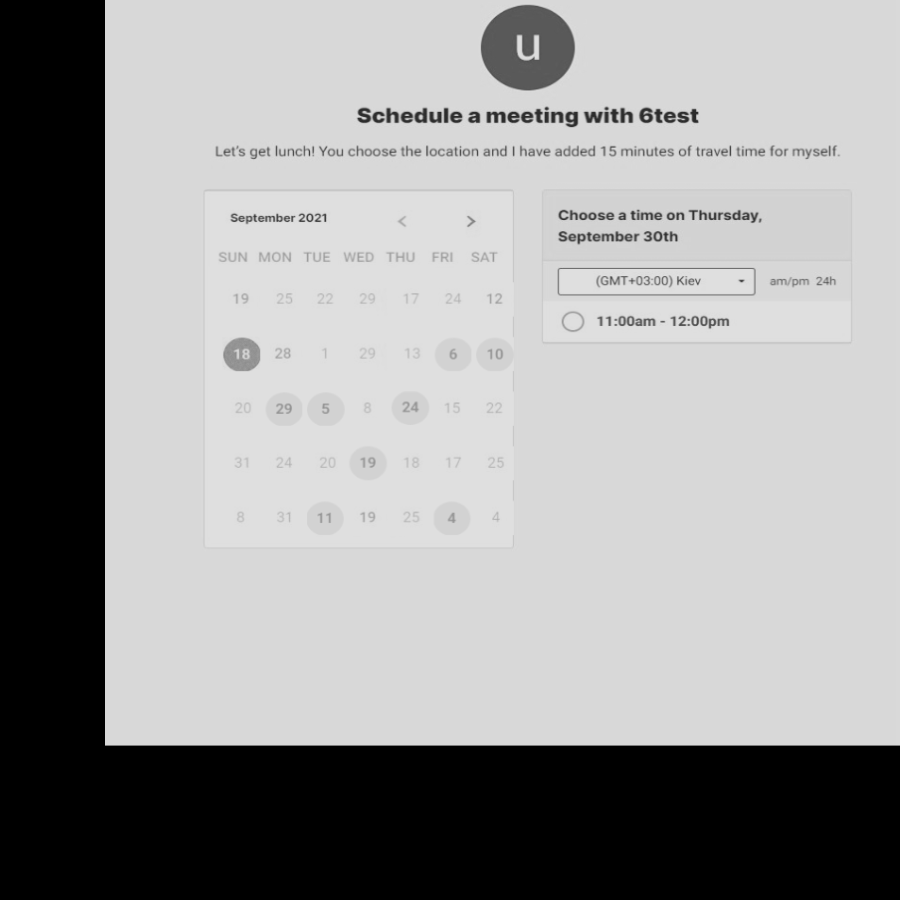 u
Schedule a meeting with 6test
Let's get lunch! You choose the location and I have added 15 minutes of travel time for myself.
September 2021 < >
SUN MON TUE WED THU FRI SAT
19 25 22 29 17 24 12
18 28 1 29 13 6 10
20 29 5 8 24 15 22
31 24 20 19 18 17 25
8 31 11 19 25 4 4
Choose a time on Thursday,
September 30th
(GMT+03:00) Kiev am/pm 24h
11:00am - 12:00pm